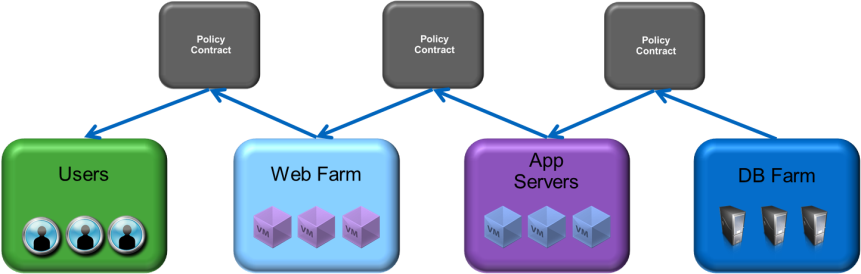 Policy
Contract
Policy
Contract
Policy
Contract
Users
Web Farm
App
Servers
DB Farm
VM
VM
VM
VM
VM
VM